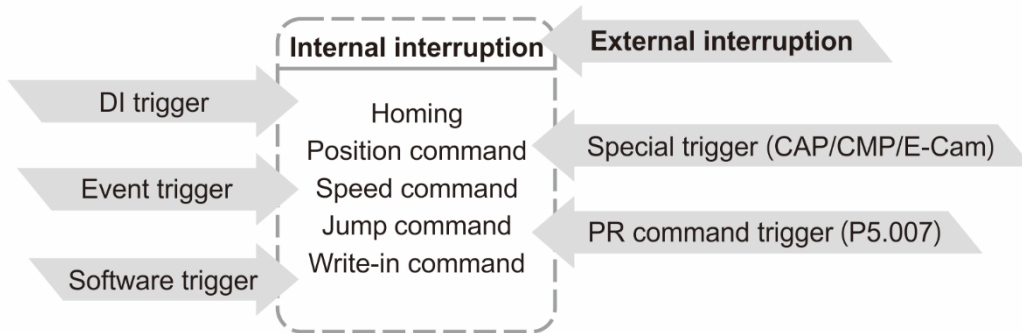 Internal interruption
External interruption
DI trigger
Event trigger
Software trigger
Homing
Position command
Speed command
Jump command
Write-in command
Special trigger (CAP/CMP/E-Cam)
PR command trigger (P5.007)